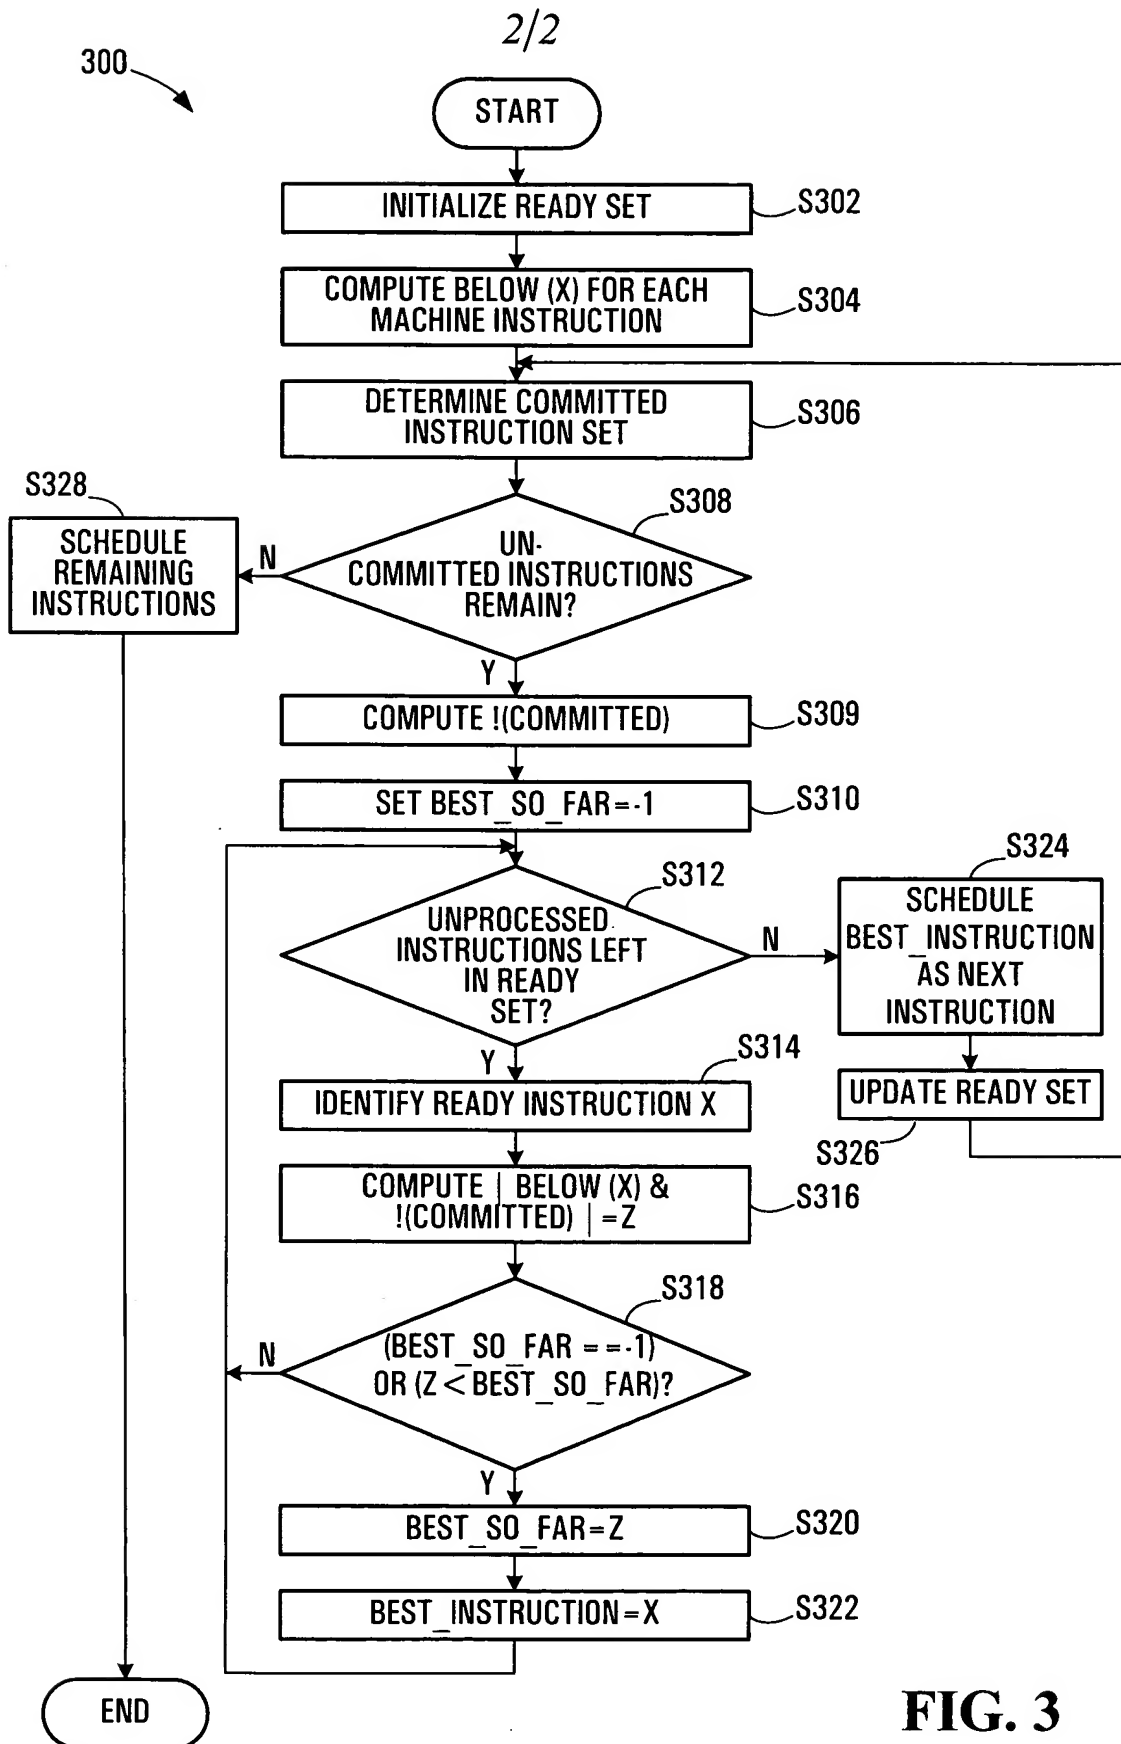 2/2
300
START
INITIALIZE READY SET
S302
COMPUTE BELOW (X) FOR EACH
MACHINE INSTRUCTION
S304
DETERMINE COMMITTED
INSTRUCTION SET
S306
S328
SCHEDULE
REMAINING
INSTRUCTIONS
N
S308
UN-
COMMITTED INSTRUCTIONS
REMAIN?
Y
COMPUTE !(COMMITTED)
S309
SET BEST_SO_FAR=-1
S310
S312
UNPROCESSED
INSTRUCTIONS LEFT
IN READY
SET?
N
S324
SCHEDULE
BEST_INSTRUCTION
AS NEXT
INSTRUCTION
Y
S314
IDENTIFY READY INSTRUCTION X
UPDATE READY SET
S326
COMPUTE | BELOW (X) &
!(COMMITTED) | =Z
S316
S318
(BEST_SO_FAR ==-1)
OR (Z < BEST_SO_FAR)?
N
Y
BEST_SO_FAR=Z
S320
BEST_INSTRUCTION=X
S322
END
FIG. 3